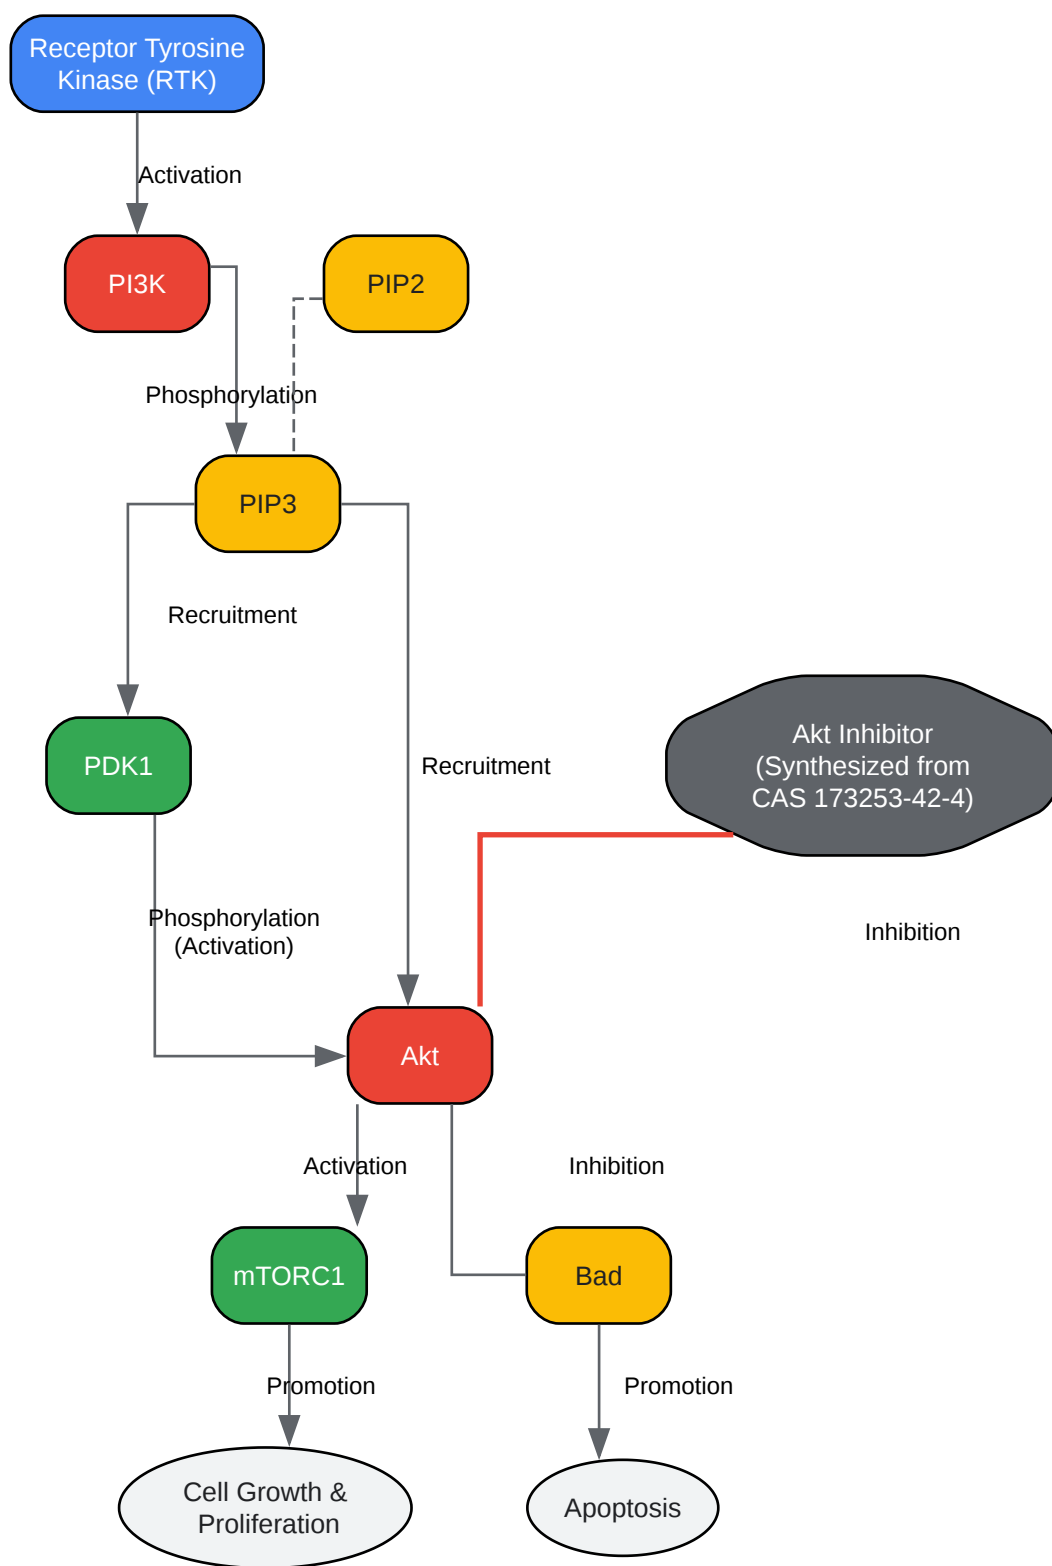 Receptor Tyrosine
Kinase (RTK)
Activation
PI3K
PIP2
Phosphorylation
PIP3
Recruitment
PDK1
Recruitment
Akt Inhibitor
(Synthesized from
CAS 173253-42-4)
Phosphorylation
(Activation)
Inhibition
Akt
Activation
Inhibition
mTORC1
Bad
Promotion
Promotion
Cell Growth &
Proliferation
Apoptosis